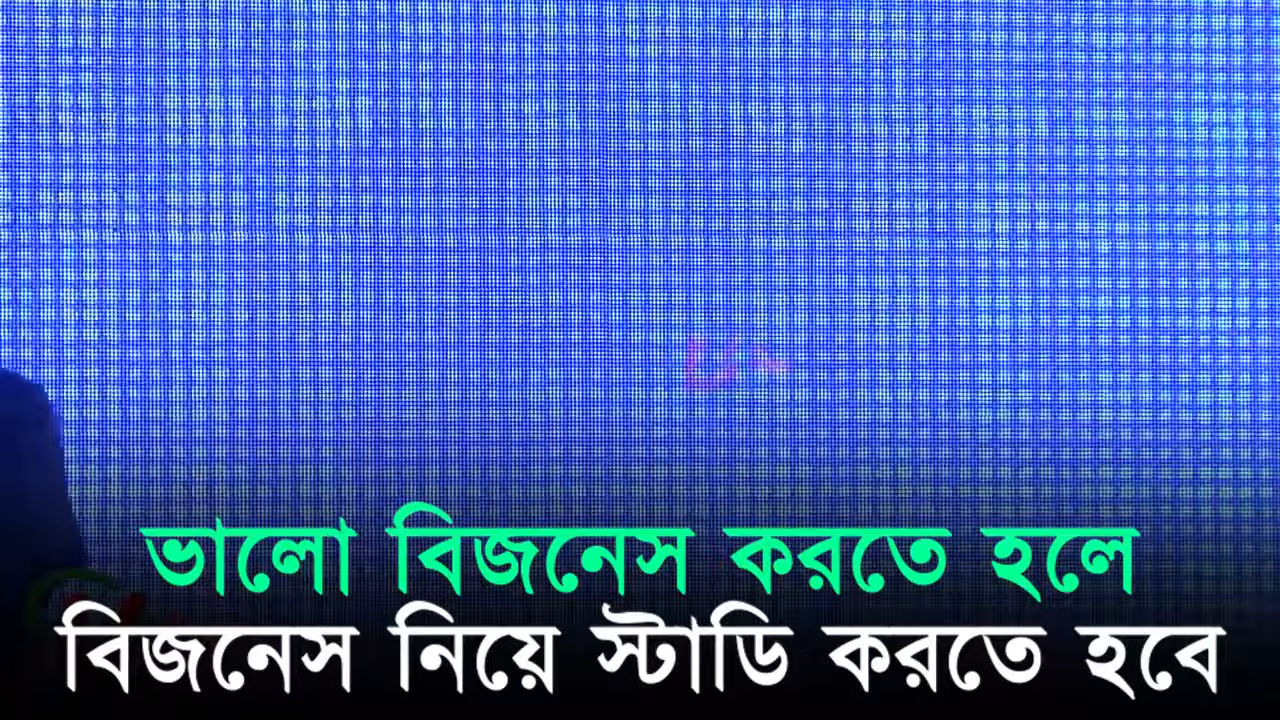 ভালো বিজনেস করতে হলে
বিজনেস নিয়ে স্টাডি করতে হবে